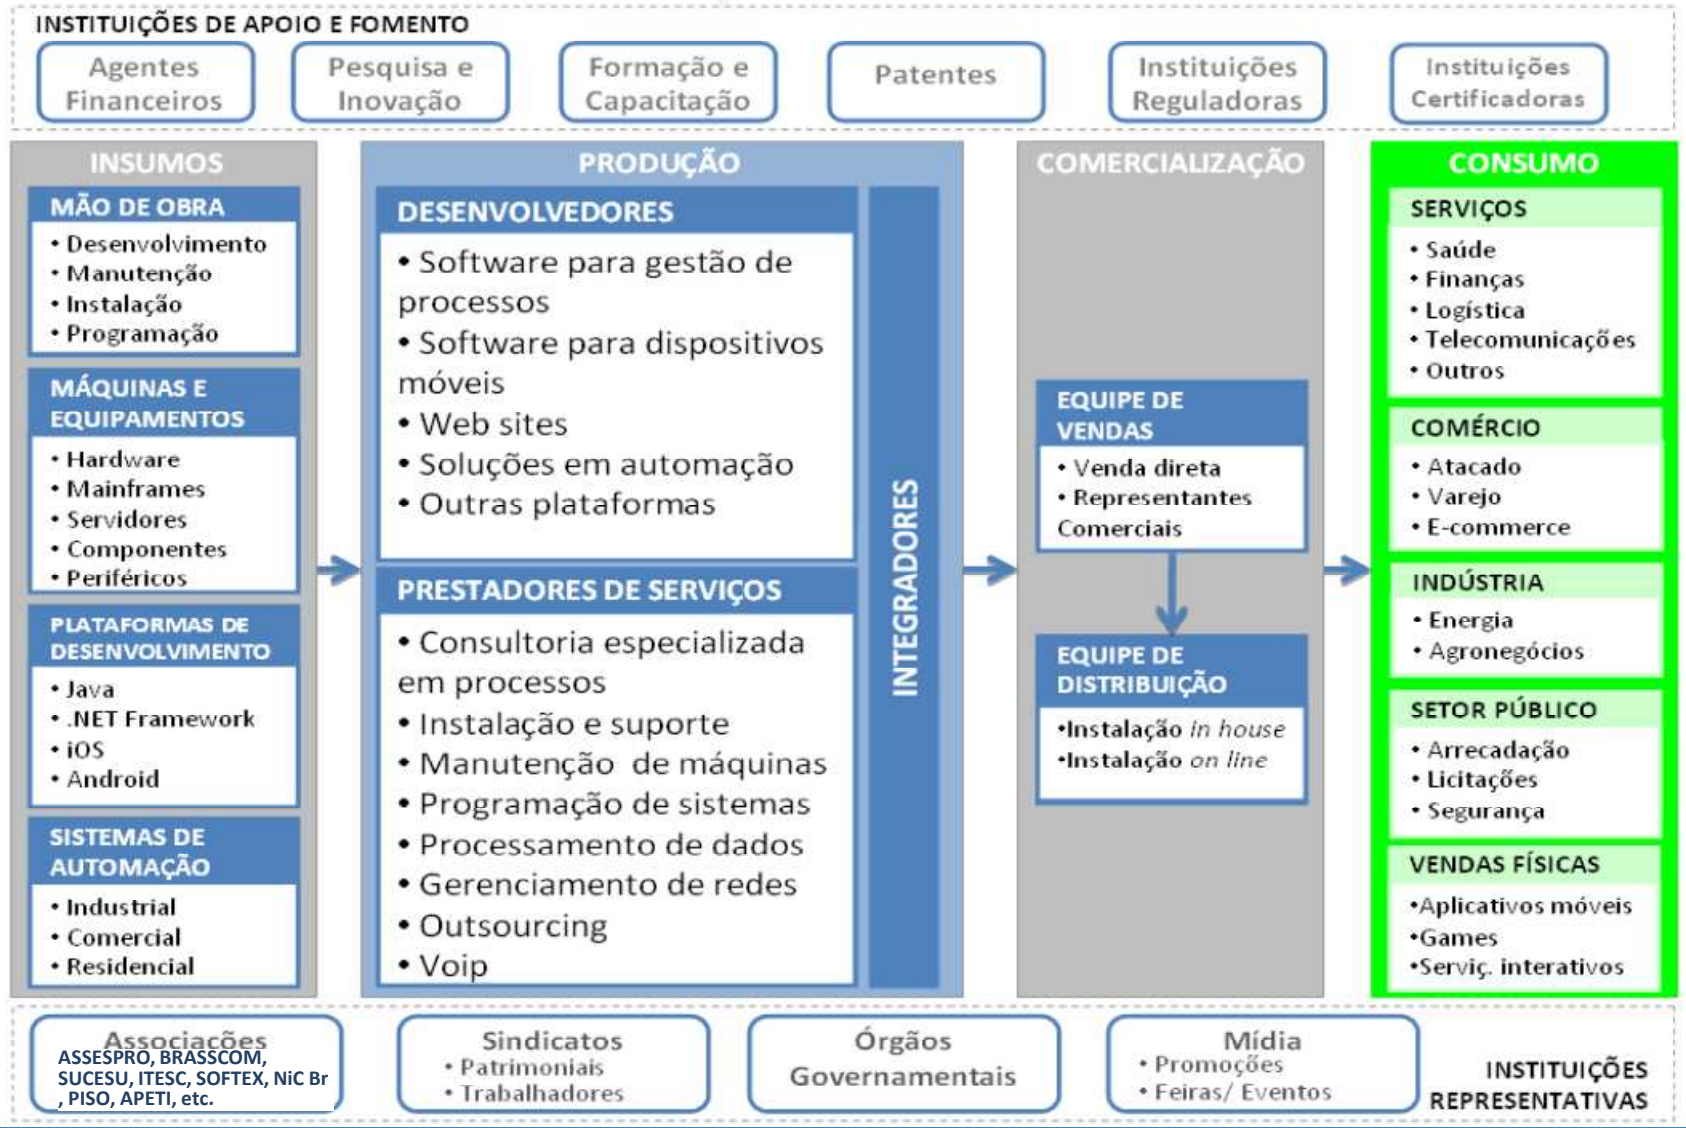 INSTITUIÇÕES DE APOIO E FOMENTO
Agentes
Financeiros
Pesquisa e
Inovação
Formação e
Capacitação
Patentes
Instituições
Reguladoras
Instituições
Certificadoras
INSUMOS
MÃO DE OBRA
• Desenvolvimento
• Manutenção
• Instalação
• Programação
MÁQUINAS E
EQUIPAMENTOS
• Hardware
• Mainframes
• Servidores
• Componentes
• Periféricos
PLATAFORMAS DE
DESENVOLVIMENTO
• Java
• .NET Framework
• iOS
• Android
SISTEMAS DE
AUTOMAÇÃO
• Industrial
• Comercial
• Residencial
PRODUÇÃO
DESENVOLVEDORES
• Software para gestão de
processos
• Software para dispositivos
móveis
• Web sites
• Soluções em automação
• Outras plataformas
PRESTADORES DE SERVIÇOS
• Consultoria especializada
em processos
• Instalação e suporte
• Manutenção de máquinas
• Programação de sistemas
• Processamento de dados
• Gerenciamento de redes
• Outsourcing
• Voip
INTEGRADORES
COMERCIALIZAÇÃO
EQUIPE DE
VENDAS
• Venda direta
• Representantes
Comerciais
EQUIPE DE
DISTRIBUIÇÃO
•Instalação in house
•Instalação on line
CONSUMO
SERVIÇOS
• Saúde
• Finanças
• Logística
• Telecomunicações
• Outros
COMÉRCIO
• Atacado
• Varejo
• E-commerce
INDÚSTRIA
• Energia
• Agronegócios
SETOR PÚBLICO
• Arrecadação
• Licitações
• Segurança
VENDAS FÍSICAS
•Aplicativos móveis
•Games
•Serviç. interativos
Associações
ASSESPRO, BRASSCOM,
SUCESU, ITESC, SOFTEX, NiC Br
, PISO, APETI, etc.
Sindicatos
• Patrimoniais
• Trabalhadores
Órgãos
Governamentais
Mídia
• Promoções
• Feiras/ Eventos
INSTITUIÇÕES
REPRESENTATIVAS